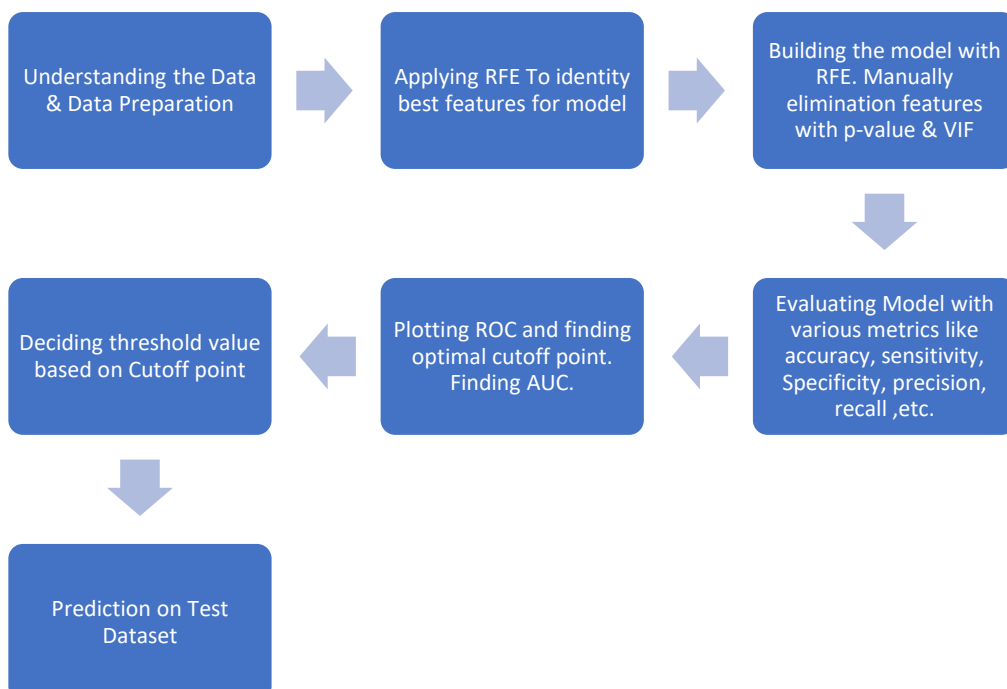 Understanding the Data
& Data Preparation
Applying RFE To identity
best features for model
Building the model with
RFE. Manually
elimination features
with p-value & VIF
Evaluating Model with
various metrics like
accuracy, sensitivity,
Specificity, precision,
recall ,etc.
Plotting ROC and finding
optimal cutoff point.
Finding AUC.
Deciding threshold value
based on Cutoff point
Prediction on Test
Dataset